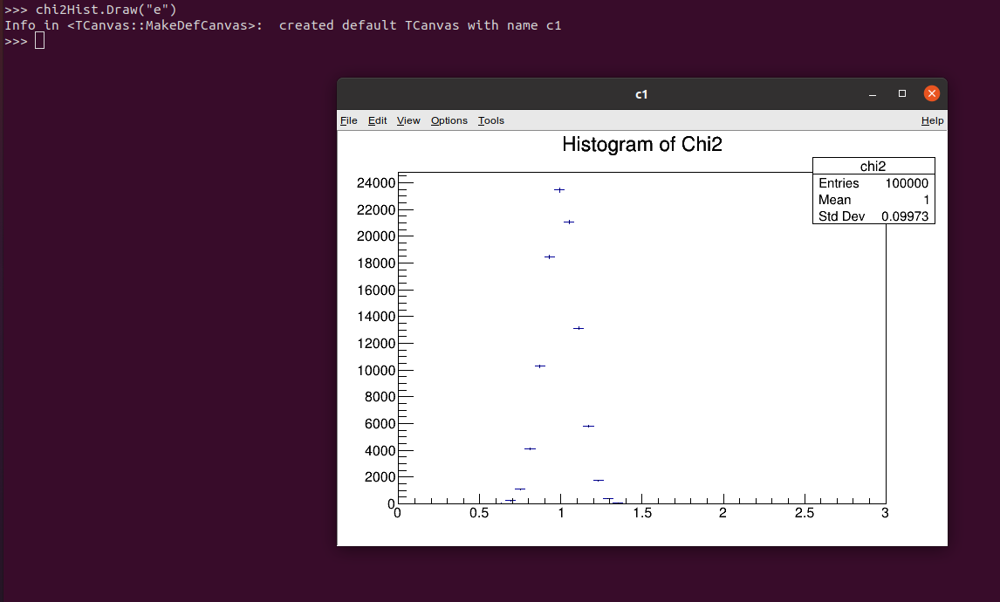 >>> chi2Hist.Draw("e")
Info in <TCanvas::MakeDefCanvas>:  created default TCanvas with name c1
>>>
c1
File Edit View Options Tools Help
Histogram of Chi2
chi2
Entries 100000
Mean 1
Std Dev 0.09973
24000
22000
20000
18000
16000
14000
12000
10000
8000
6000
4000
2000
0
0 0.5 1 1.5 2 2.5 3